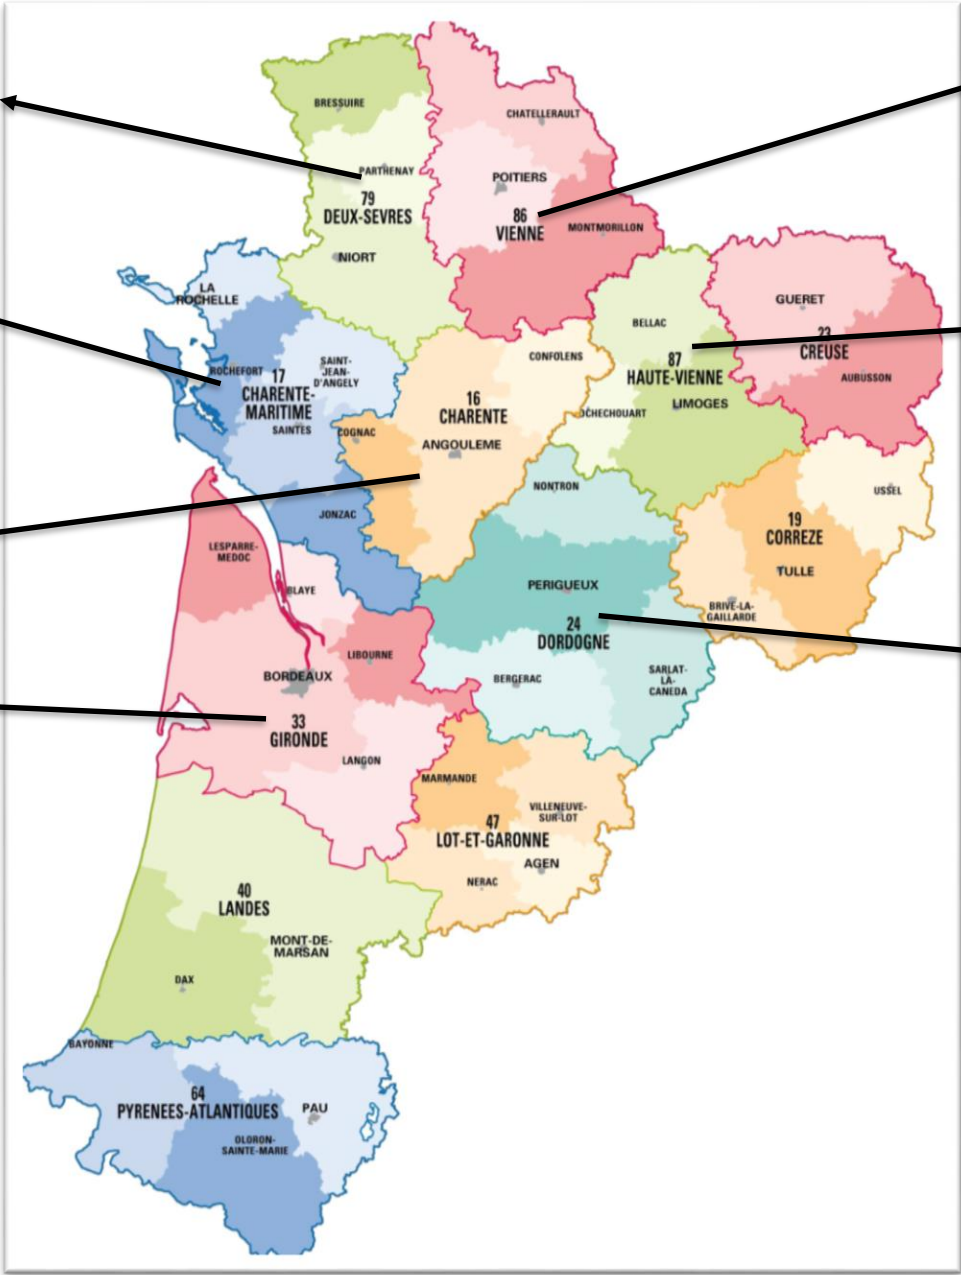 BRESSUIRE
CHATELLERAULT
PARTHENAY
POITIERS
79
DEUX-SEVRES
86
VIENNE
MONTMORILLON
NIORT
LA
ROCHELLE
GUERET
BELLAC
23
CREUSE
CONFOLENS
87
HAUTE-VIENNE
ROCHEFORT
SAINT-
JEAN-
D'ANGELY
17
CHARENTE-
MARITIME
AUBUSSON
16
CHARENTE
LIMOGES
OCHECHOUART
SAINTES
COGNAC
ANGOULEME
NONTRON
USSEL
JONZAC
19
CORREZE
LESPARRE-
MEDOC
TULLE
BLAYE
PERIGUEUX
BRIVE-LA-
GAILLARDE
24
DORDOGNE
LIBOURNE
BORDEAUX
BERGERAC
SARLAT-
LA-
CANEDA
33
GIRONDE
LANGON
MARMANDE
VILLENEUVE-
SUR-LOT
47
LOT-ET-GARONNE
AGEN
NERAC
40
LANDES
MONT-DE-
MARSAN
DAX
BAYONNE
64
PYRENEES-ATLANTIQUES
PAU
OLORON-
SAINTE-MARIE